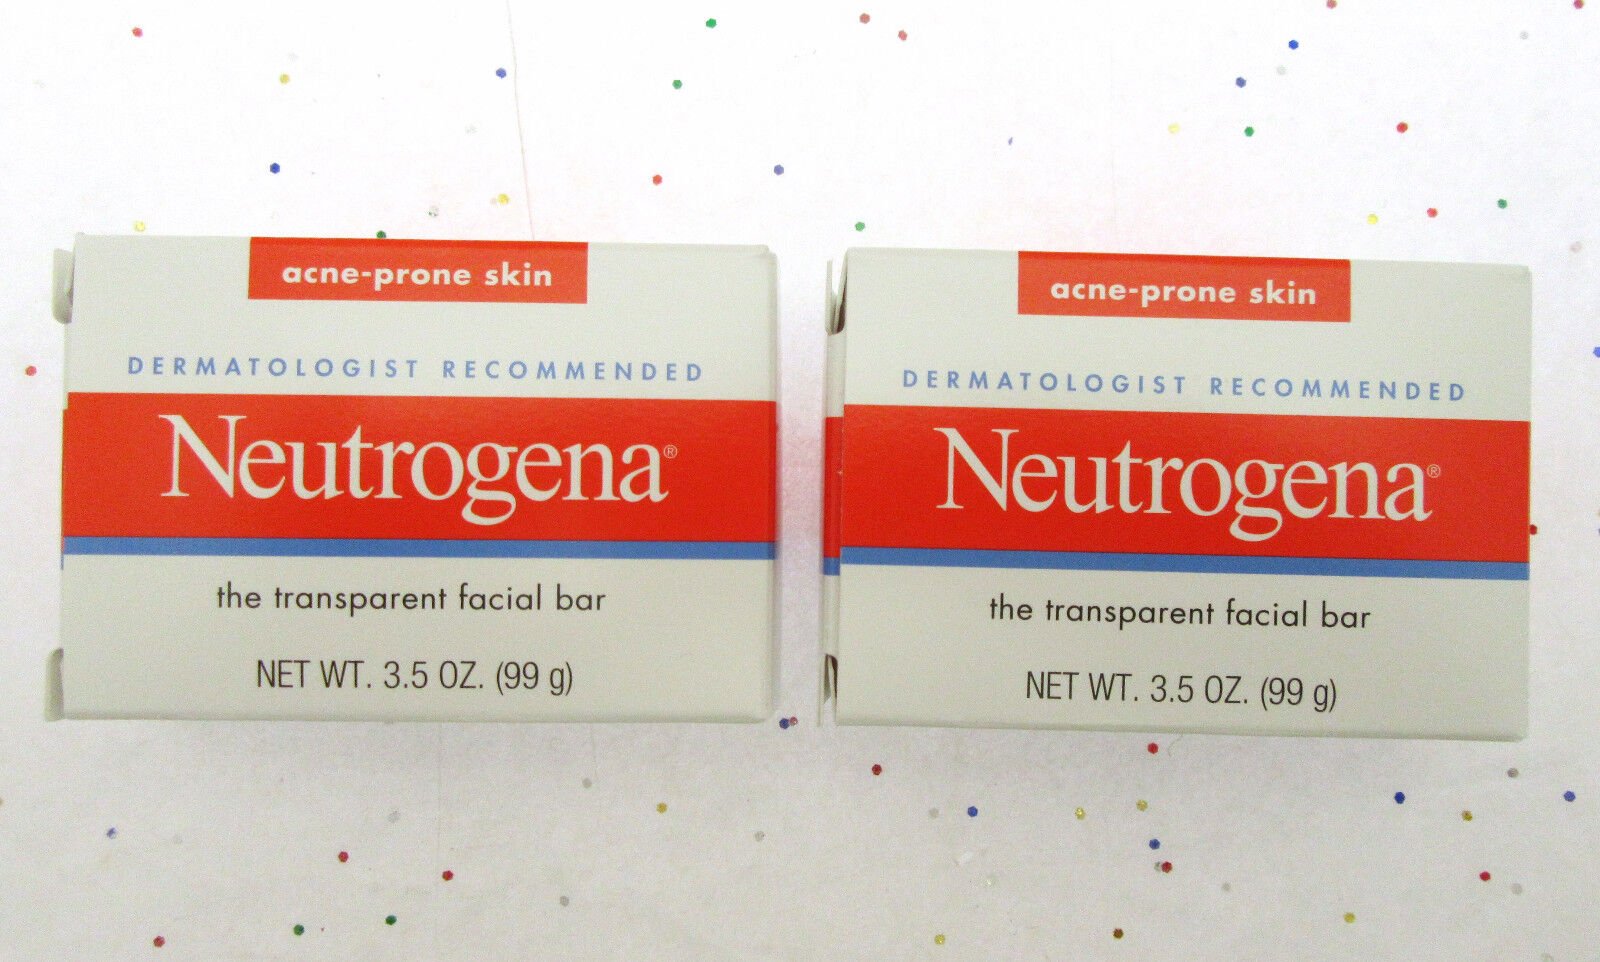 acne-prone skin
DERMATOLOGIST RECOMMENDED
Neutrogena®
the transparent facial bar
NET WT. 3.5 OZ. (99 g)
acne-prone skin
DERMATOLOGIST RECOMMENDED
Neutrogena®
the transparent facial bar
NET WT. 3.5 OZ. (99 g)